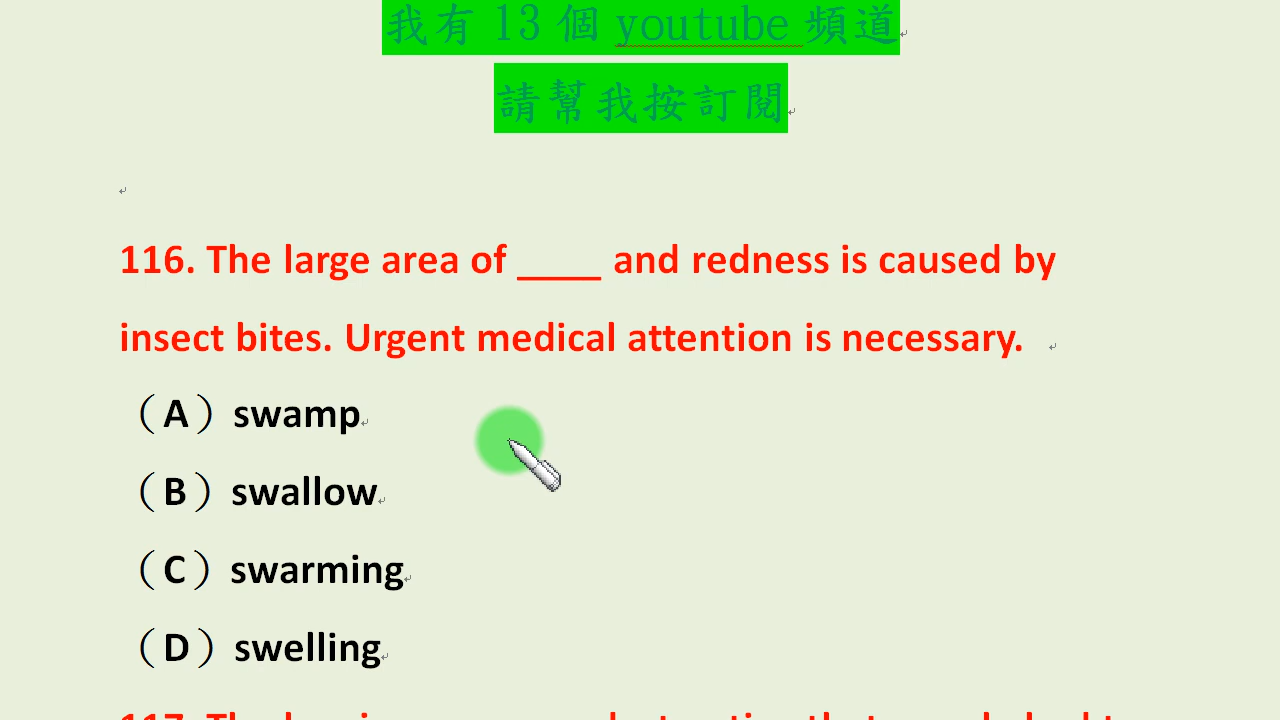 我有 13 個 youtube 頻道
請幫我按訂閱
116. The large area of ____ and redness is caused by
insect bites. Urgent medical attention is necessary.
（A）swamp
（B）swallow
（C）swarming
（D）swelling